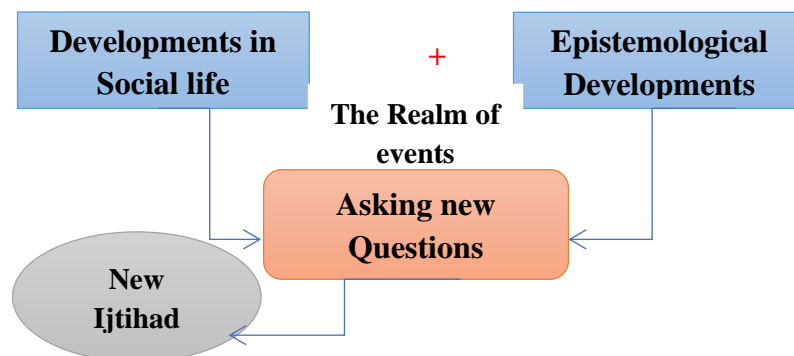 Developments in
Social life
+
Epistemological
Developments
The Realm of
events
Asking new
Questions
New
Ijtihad